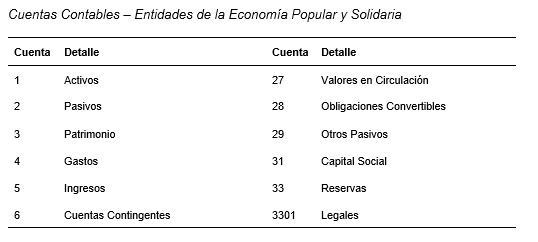 Cuentas Contables – Entidades de la Economía Popular y Solidaria
Cuenta Detalle Cuenta Detalle
1 Activos 27 Valores en Circulación
2 Pasivos 28 Obligaciones Convertibles
3 Patrimonio 29 Otros Pasivos
4 Gastos 31 Capital Social
5 Ingresos 33 Reservas
6 Cuentas Contingentes 3301 Legales